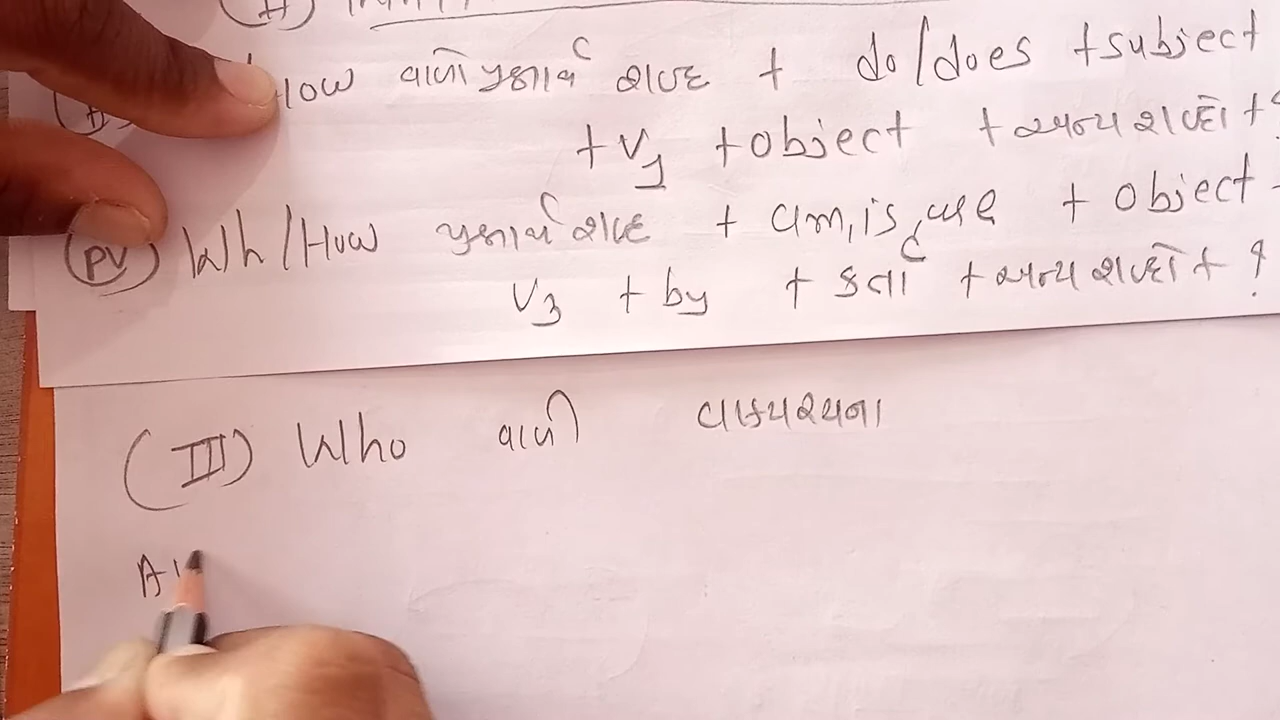 (II)
How વાળો પ્રશ્નાર્થ શબ્દ + do/does +subject
+V1 +object +અન્ય શબ્દો +?
(PV) Wh/How પ્રશ્નાર્થ શબ્દ + am,is,are + object +
V3 + by + કર્તા +અન્ય શબ્દો + ?
(III) Who વાળી વાક્યરચના